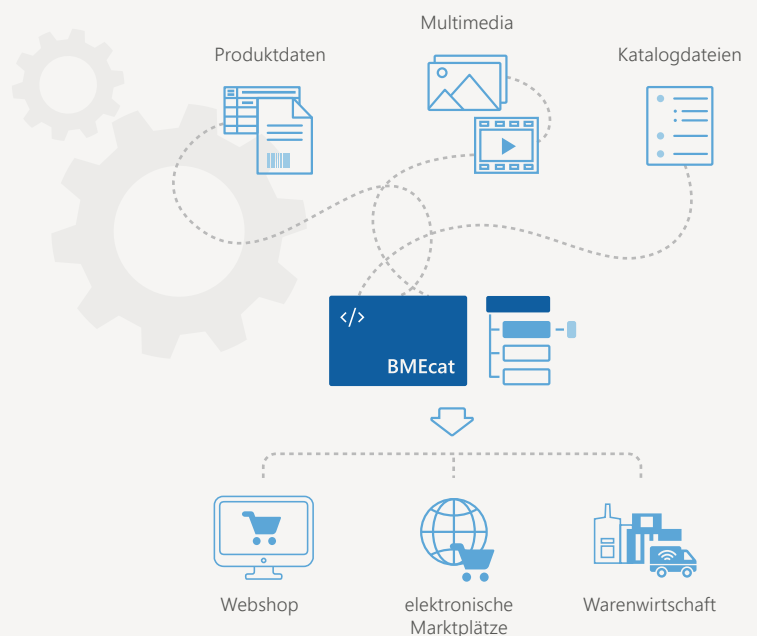 Multimedia
Produktdaten
Katalogdateien
</>
BMEcat
Webshop
elektronische
Marktplätze
Warenwirtschaft